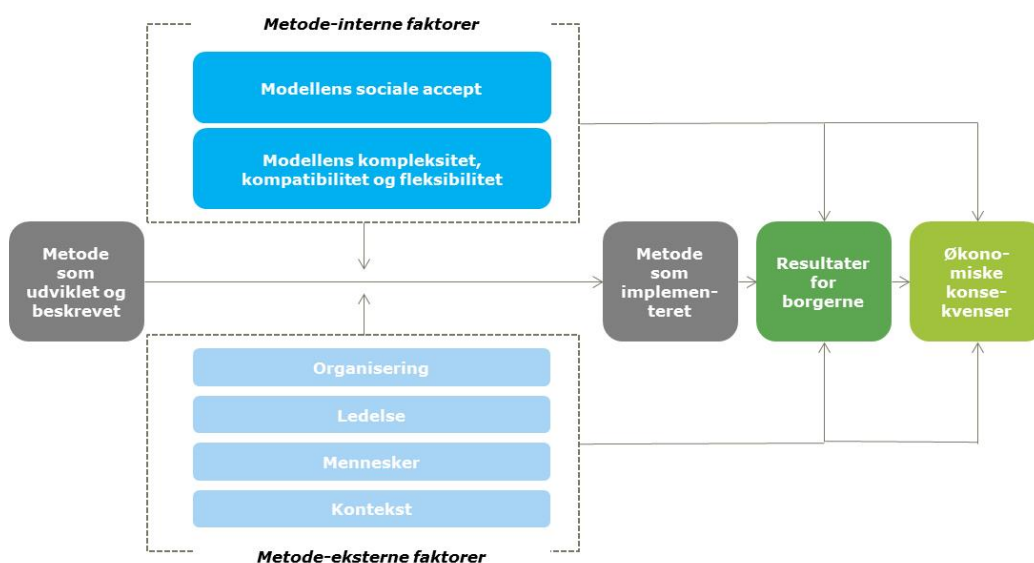 Metode-interne faktorer
Modellens sociale accept
Modellens kompleksitet,
kompatibilitet og fleksibilitet
Metode
som
udviklet og
beskrevet
Metode
som
implemen-
teret
Resultater
for
borgerne
Økono-
miske
konse-
kvenser
Organisering
Ledelse
Mennesker
Kontekst
Metode-eksterne faktorer